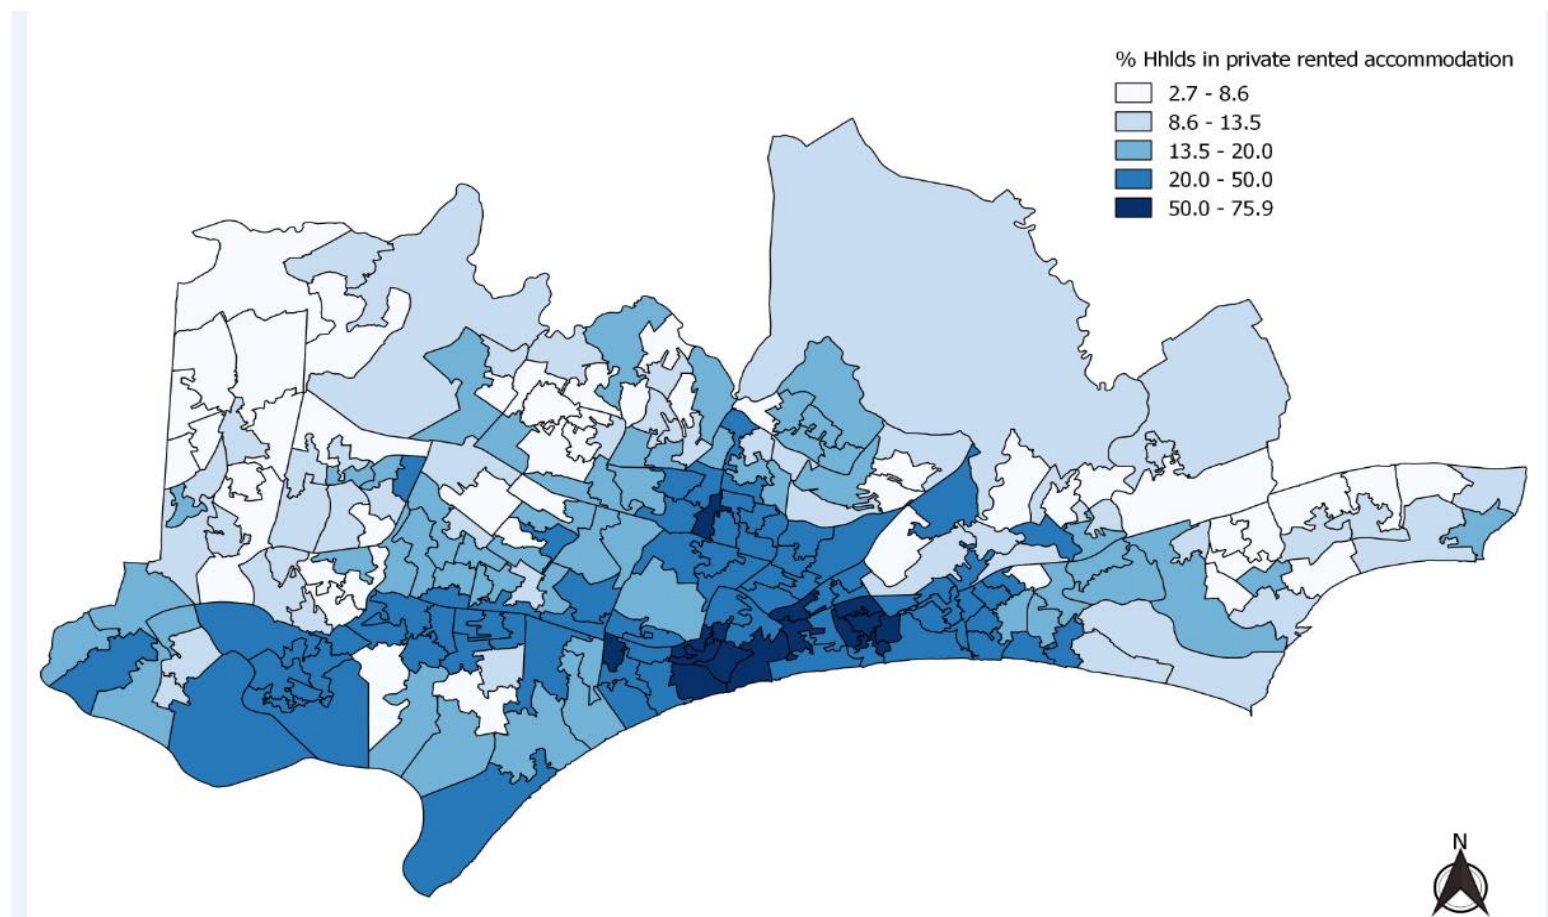 % Hhlds in private rented accommodation
2.7 - 8.6
8.6 - 13.5
13.5 - 20.0
20.0 - 50.0
50.0 - 75.9
N